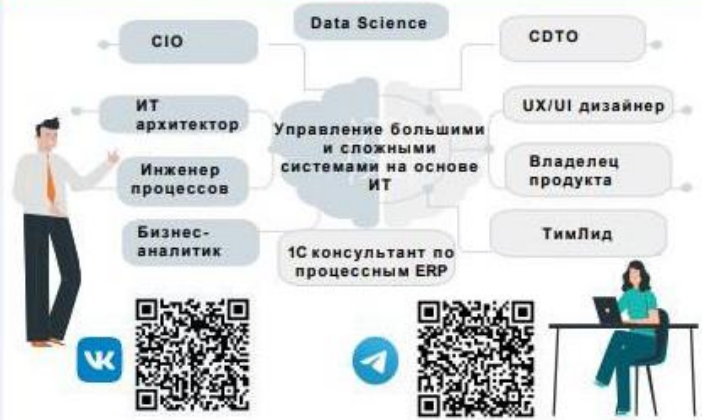 Data Science
CIO
CDTO
ИТ
архитектор
UX/UI дизайнер
Управление большими
и сложными
системами на основе
ИТ
Инженер
процессов
Владелец
продукта
Бизнес-
аналитик
ТимЛид
1С консультант по
процессным ERP